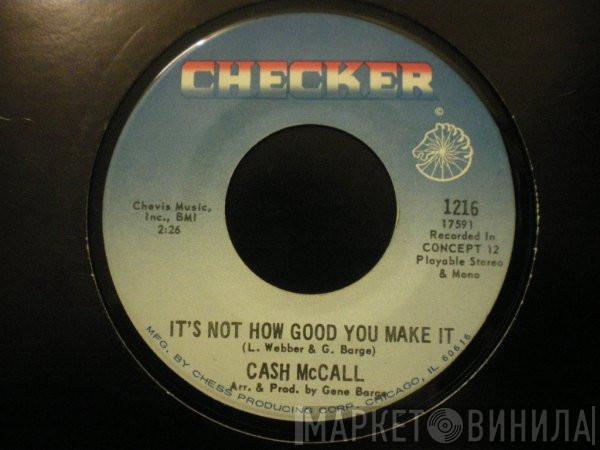 CHECKER
©
Chevis Music,
Inc., BMI
2:26
1216
17591
Recorded In
CONCEPT 12
Playable Stereo
& Mono
IT'S NOT HOW GOOD YOU MAKE IT
(L. Webber & G. Barge)
CASH McCALL
Arr. & Prod. by Gene Barge
MFG. BY CHESS PRODUCING CORP. CHICAGO, IL 60616
МАРКЕТ ВИНИЛА